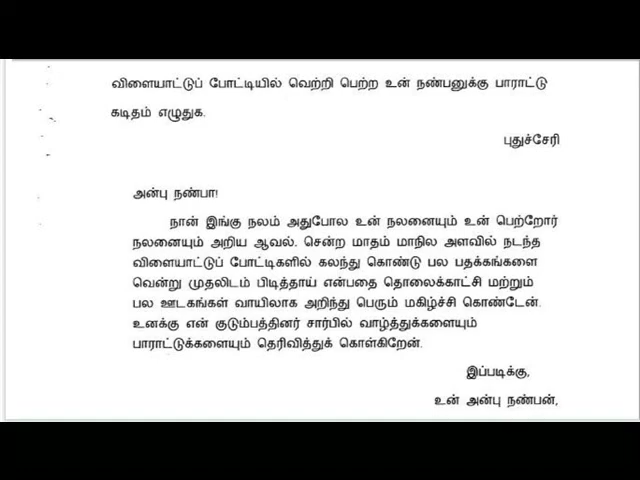 விளையாட்டுப் போட்டியில் வெற்றி பெற்ற உன் நண்பனுக்கு பாராட்டு
கடிதம் எழுதுக.
புதுச்சேரி
அன்பு நண்பா!
நான் இங்கு நலம் அதுபோல உன் நலனையும் உன் பெற்றோர்
நலனையும் அறிய ஆவல். சென்ற மாதம் மாநில அளவில் நடந்த
விளையாட்டுப் போட்டிகளில் கலந்து கொண்டு பல பதக்கங்களை
வென்று முதலிடம் பிடித்தாய் என்பதை தொலைக்காட்சி மற்றும்
பல ஊடகங்கள் வாயிலாக அறிந்து பெரும் மகிழ்ச்சி கொண்டேன்.
உனக்கு என் குடும்பத்தினர் சார்பில் வாழ்த்துக்களையும்
பாராட்டுக்களையும் தெரிவித்துக் கொள்கிறேன்.
இப்படிக்கு,
உன் அன்பு நண்பன்,